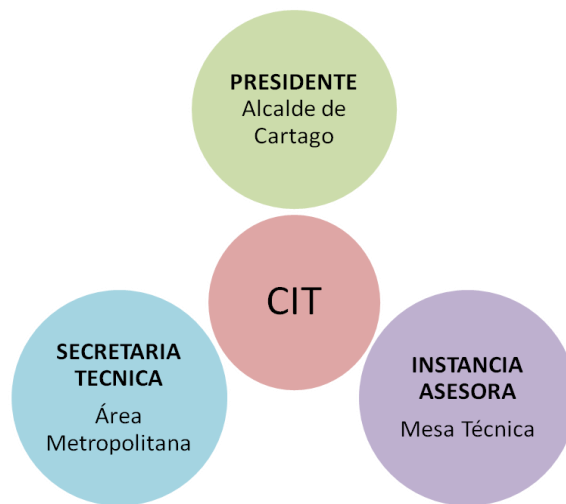 PRESIDENTE
Alcalde de
Cartago
CIT
SECRETARIA
TECNICA
Área
Metropolitana
INSTANCIA
ASESORA
Mesa Técnica